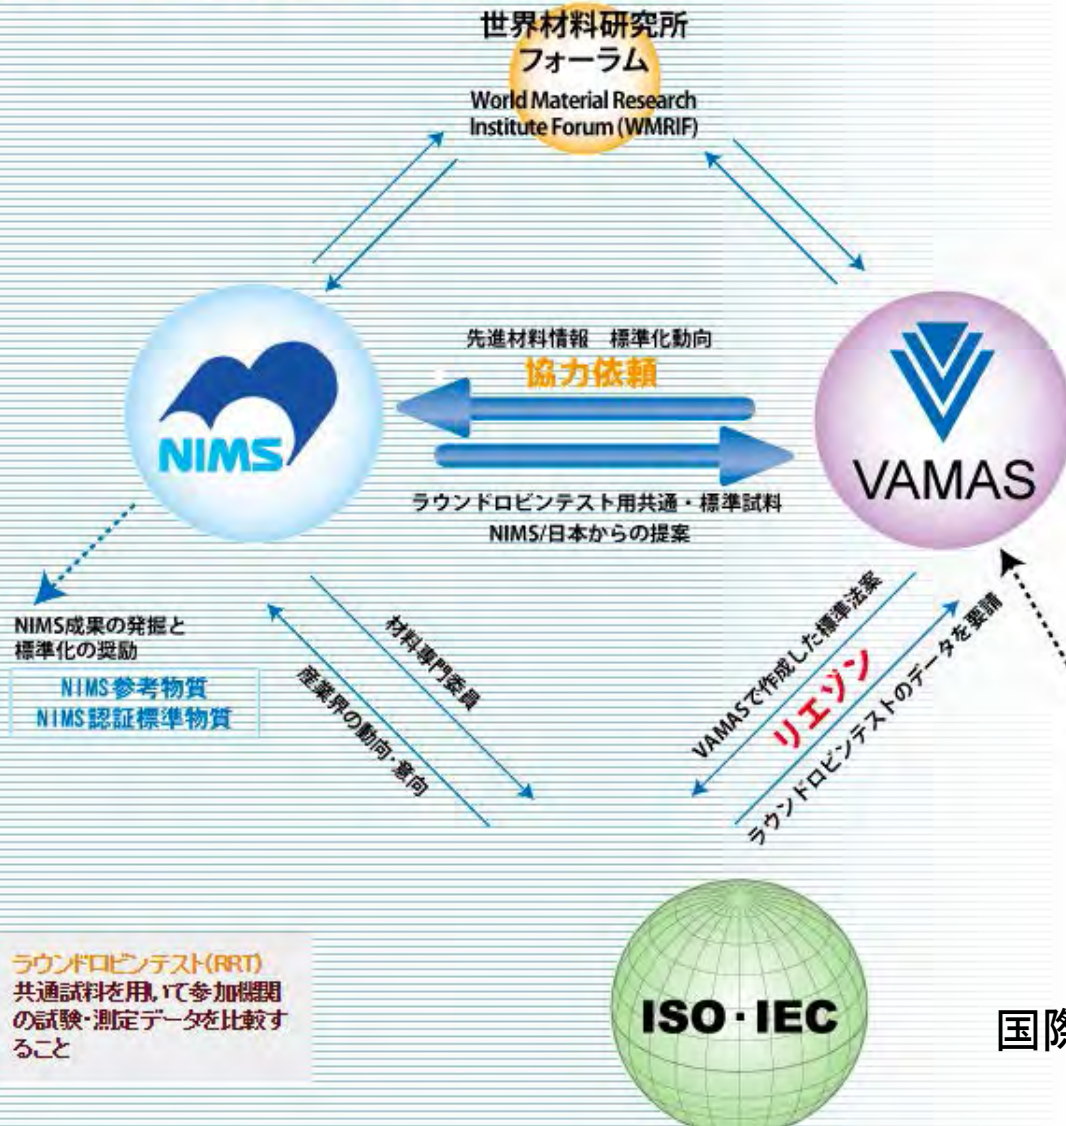 世界材料研究所
フォーラム
World Material Research
Institute Forum (WMRIF)
先進材料情報　標準化動向
協力依頼
NIMS
VAMAS
ラウンドロビンテスト用共通・標準試料
NIMS/日本からの提案
NIMS成果の発掘と
標準化の奨励
NIMS参考物質
NIMS認証標準物質
材料専門委員
産業界の動向・意向
VAMASで作成した標準法案
リエゾン
ラウンドロビンテストのデータを要請
ラウンドロビンテスト(RRT)
共通試料を用いて参加機関
の試験・測定データを比較す
ること
ISO・IEC
国際